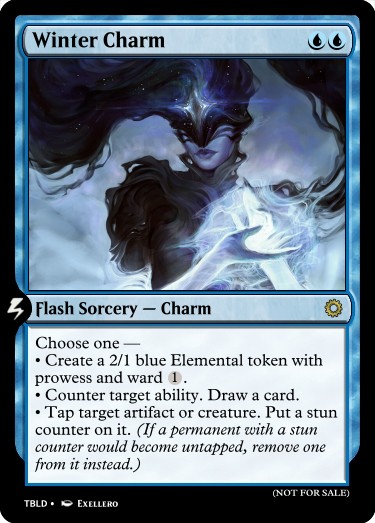 Winter Charm
Flash Sorcery — Charm
Choose one —
• Create a 2/1 blue Elemental token with
prowess and ward 1.
• Counter target ability. Draw a card.
• Tap target artifact or creature. Put a stun
counter on it. (If a permanent with a stun
counter would become untapped, remove one
from it instead.)
(NOT FOR SALE)
TBLD • Exellero